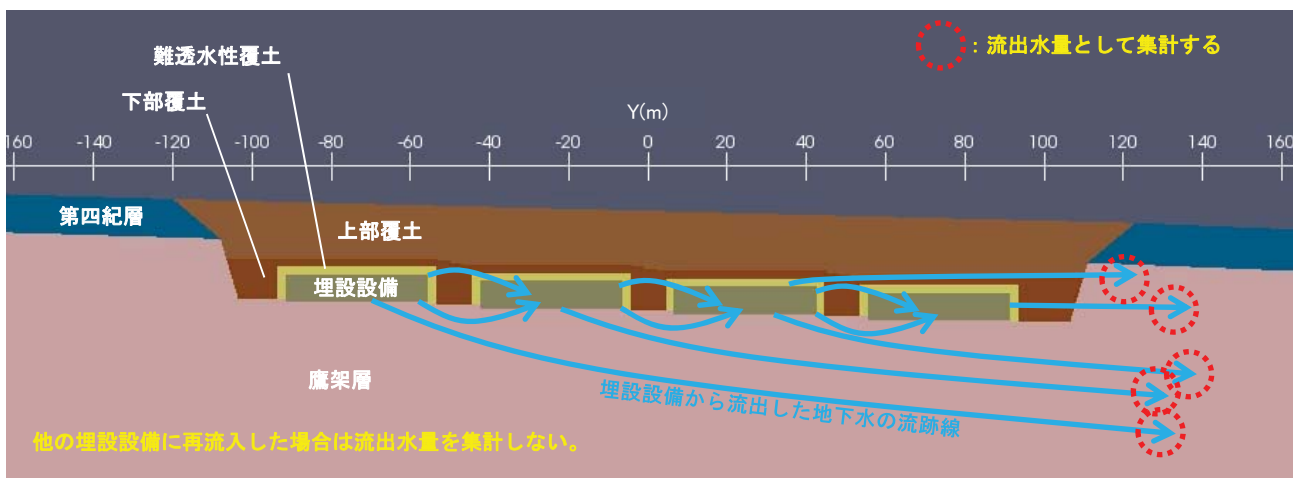 ：流出水量として集計する
難透水性覆土
下部覆土
Y(m)
160 -140 -120 -100 -80 -60 -40 -20 0 20 40 60 80 100 120 140 160
第四紀層
上部覆土
埋設設備
鷹架層
埋設設備から流出した地下水の流跡線
他の埋設設備に再流入した場合は流出水量を集計しない。